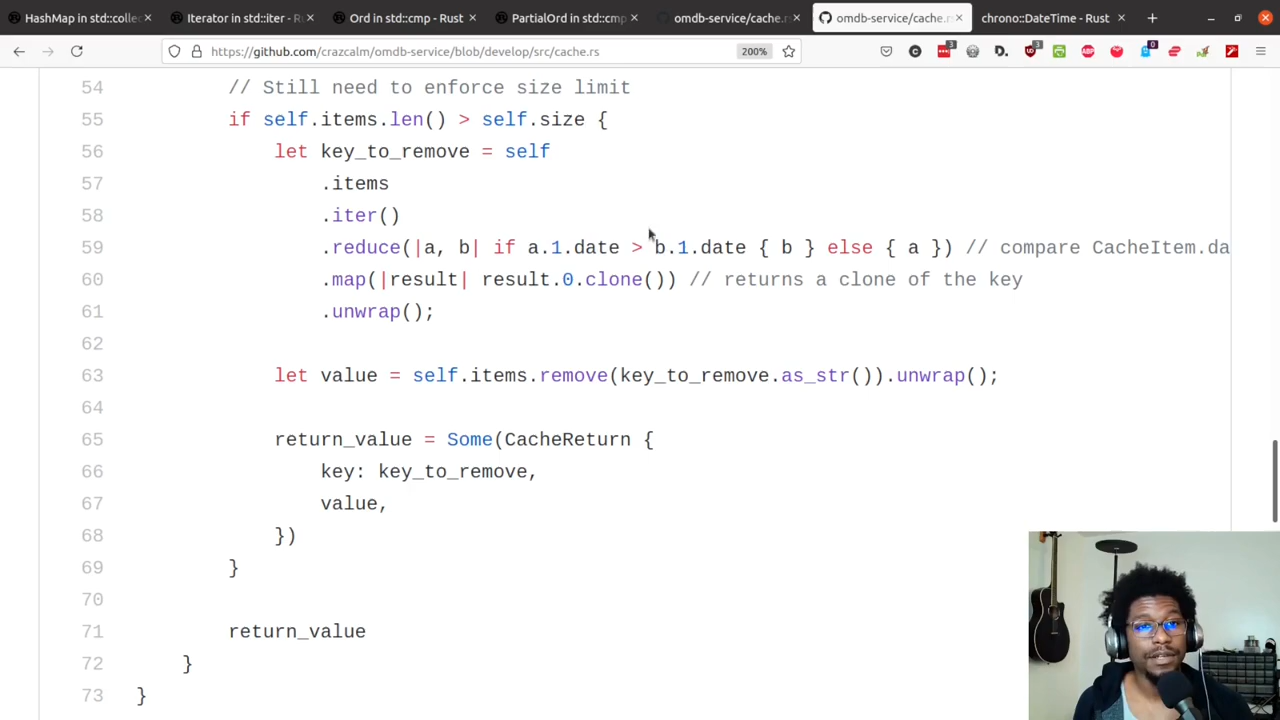 HashMap in std::collec
Iterator in std::iter - R
Ord in std::cmp - Rust
PartialOrd in std::cmp
omdb-service/cache.r
omdb-service/cache.
chrono::DateTime - Rust
https://github.com/crazcalm/omdb-service/blob/develop/src/cache.rs
200%
54 // Still need to enforce size limit
55 if self.items.len() > self.size {
56 let key_to_remove = self
57 .items
58 .iter()
59 .reduce(|a, b| if a.1.date > b.1.date { b } else { a }) // compare CacheItem.da
60 .map(|result| result.0.clone()) // returns a clone of the key
61 .unwrap();
62
63 let value = self.items.remove(key_to_remove.as_str()).unwrap();
64
65 return_value = Some(CacheReturn {
66 key: key_to_remove,
67 value,
68 })
69 }
70
71 return_value
72 }
73 }